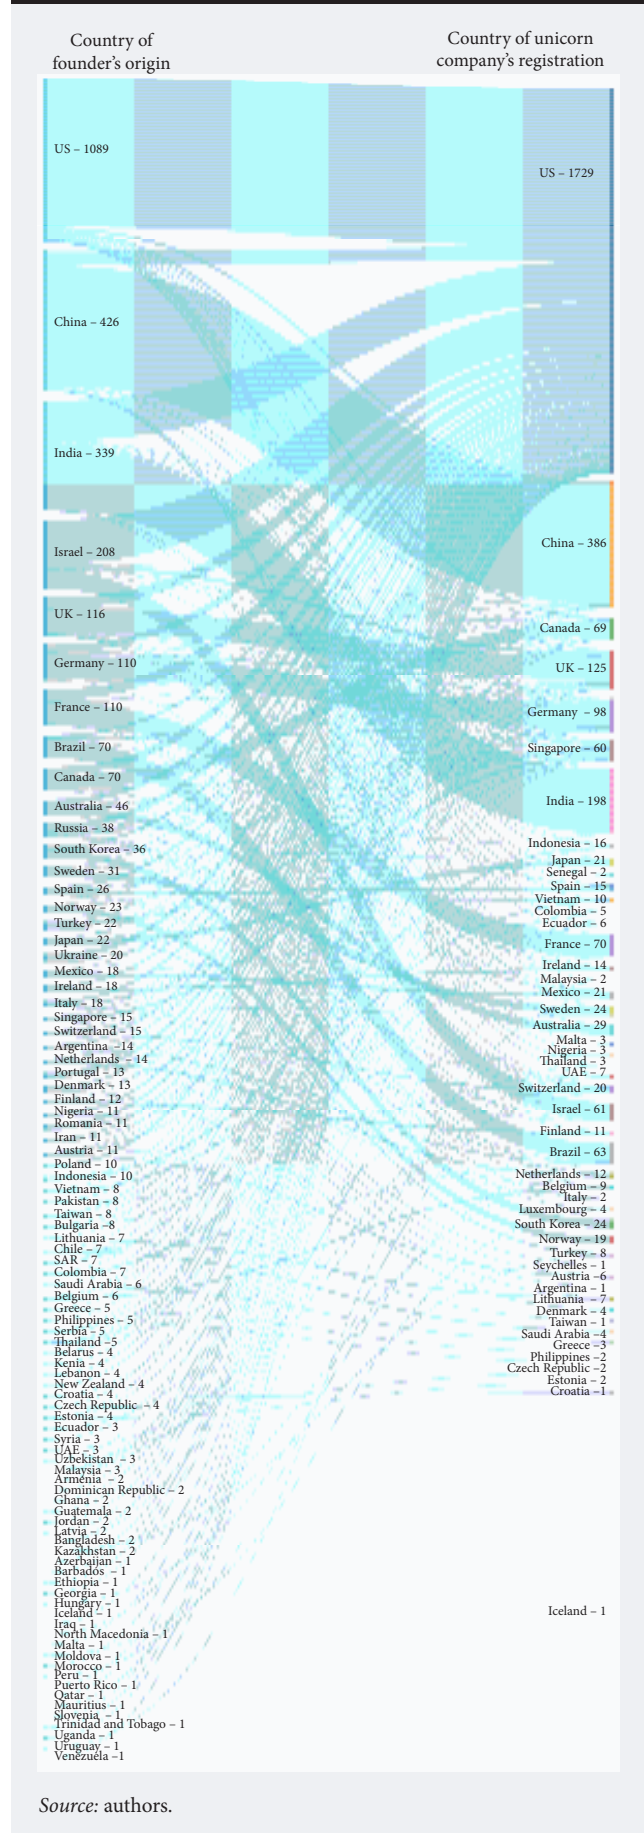 Country of
founder's origin
Country of unicorn
company's registration
US – 1089
China – 426
India – 339
Israel – 208
UK – 116
Germany – 110
France – 110
Brazil – 70
Canada – 70
Australia – 46
Russia – 38
South Korea – 36
Sweden – 31
Spain – 26
Norway – 23
Turkey – 22
Japan – 22
Ukraine – 20
Mexico – 18
Ireland – 18
Italy – 18
Singapore – 15
Switzerland – 15
Argentina –14
Netherlands – 14
Portugal – 13
Denmark – 13
Finland – 12
Nigeria – 11
Romania – 11
Iran – 11
Austria – 11
Poland – 10
Indonesia – 10
Vietnam – 8
Pakistan – 8
Taiwan – 8
Bulgaria –8
Lithuania – 7
Chile – 7
SAR – 7
Colombia – 7
Saudi Arabia – 6
Belgium – 6
Greece – 5
Philippines – 5
Serbia – 5
Thailand –5
Belarus – 4
Kenia – 4
Lebanon – 4
New Zealand – 4
Croatia – 4
Czech Republic – 4
Estonia – 4
Ecuador – 3
Syria – 3
UAE – 3
Uzbekistan – 3
Malaysia – 3
Armenia – 2
Dominican Republic – 2
Ghana – 2
Guatemala – 2
Jordan – 2
Latvia – 2
Bangladesh – 2
Kazakhstan – 2
Azerbaijan – 1
Barbados – 1
Ethiopia – 1
Georgia – 1
Hungary – 1
Iceland – 1
Iraq – 1
North Macedonia – 1
Malta – 1
Moldova – 1
Morocco – 1
Peru – 1
Puerto Rico – 1
Qatar – 1
Mauritius – 1
Slovenia – 1
Trinidad and Tobago – 1
Uganda – 1
Uruguay – 1
Venezuela –1
US – 1729
China – 386
Canada – 69
UK – 125
Germany – 98
Singapore – 60
India – 198
Indonesia – 16
Japan – 21
Senegal – 2
Spain – 15
Vietnam – 10
Colombia – 5
Ecuador – 6
France – 70
Ireland – 14
Malaysia – 2
Mexico – 21
Sweden – 24
Australia – 29
Malta – 3
Nigeria – 3
Thailand – 3
UAE – 7
Switzerland – 20
Israel – 61
Finland – 11
Brazil – 63
Netherlands – 12
Belgium – 9
Italy – 2
Luxembourg – 4
South Korea – 24
Norway – 19
Turkey – 8
Seychelles – 1
Austria –6
Argentina – 1
Lithuania – 7
Denmark – 4
Taiwan – 1
Saudi Arabia –4
Greece –3
Philippines –2
Czech Republic –2
Estonia – 2
Croatia –1
Iceland – 1
Source: authors.